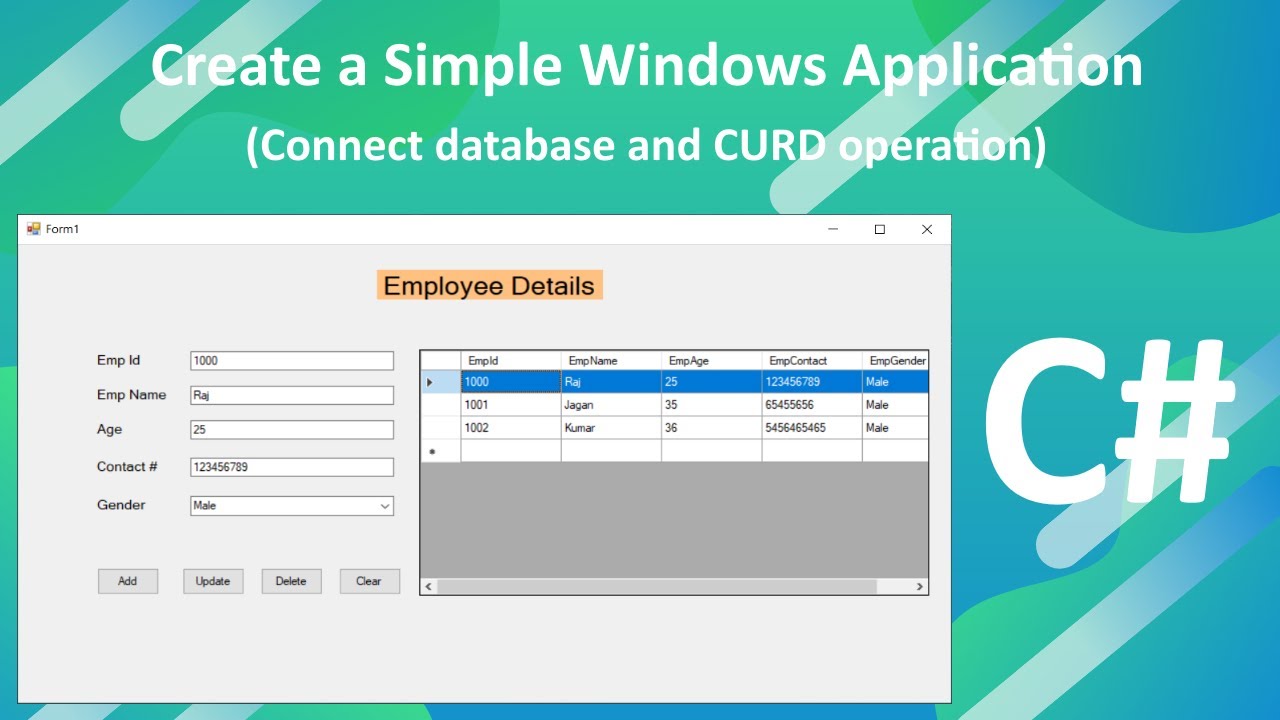 Create a Simple Windows Application
(Connect database and CURD operation)
Form1
Employee Details
Emp Id 1000
Emp Name Raj
Age 25
Contact # 123456789
Gender Male
Add Update Delete Clear
EmpId EmpName EmpAge EmpContact EmpGender
1000 Raj 25 123456789 Male
1001 Jagan 35 65455656 Male
1002 Kumar 36 5456465465 Male
C#